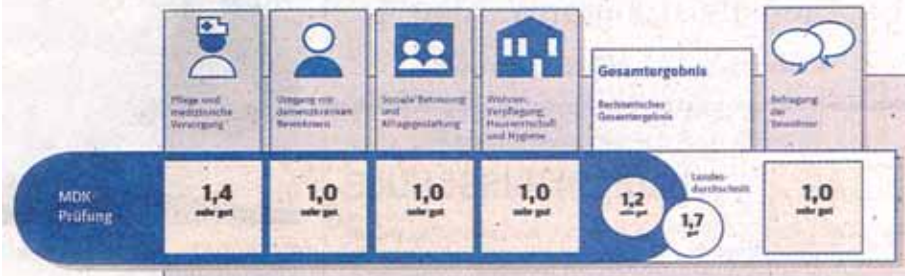 Pflege und
medizinische
Versorgung
Umgang mit
demenzkranken
Bewohnern
Soziale Betreuung
und
Alltagsgestaltung
Wohnen,
Verpflegung,
Hauswirtschaft
und Hygiene
Gesamtergebnis
Rechnerisches
Gesamtergebnis
Befragung
der
Bewohner
MDK-
Prüfung
1,4
sehr gut
1,0
sehr gut
1,0
sehr gut
1,0
sehr gut
1,2
sehr gut
Landes-
durchschnitt
1,7
gut
1,0
sehr gut